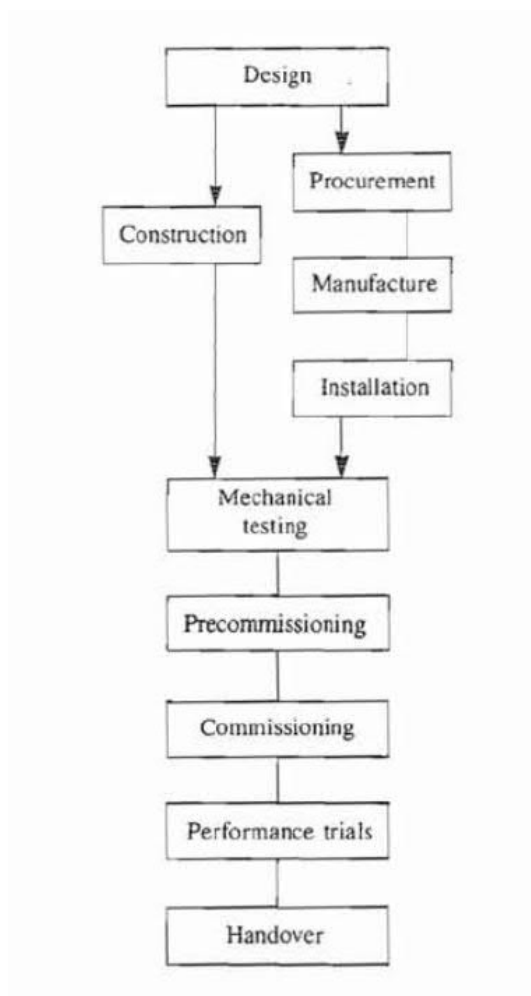 Design
Procurement
Construction
Manufacture
Installation
Mechanical
testing
Precommissioning
Commissioning
Performance trials
Handover